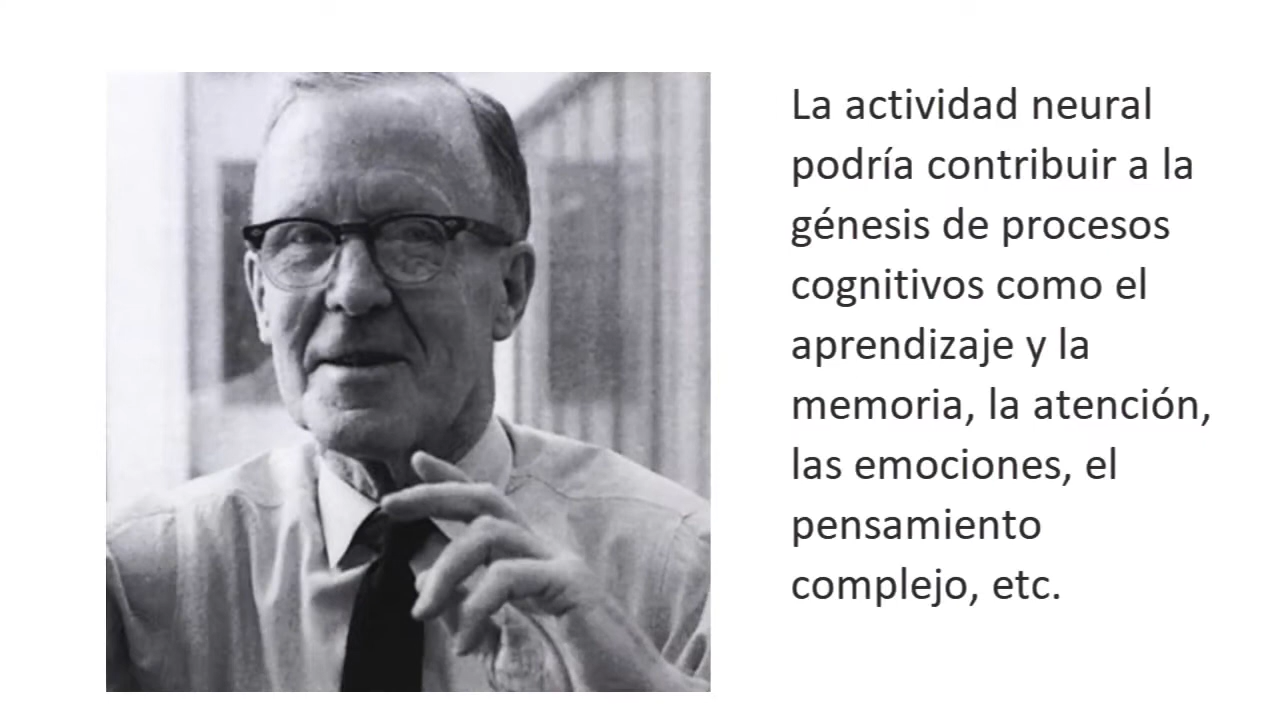 La actividad neural
podría contribuir a la
génesis de procesos
cognitivos como el
aprendizaje y la
memoria, la atención,
las emociones, el
pensamiento
complejo, etc.